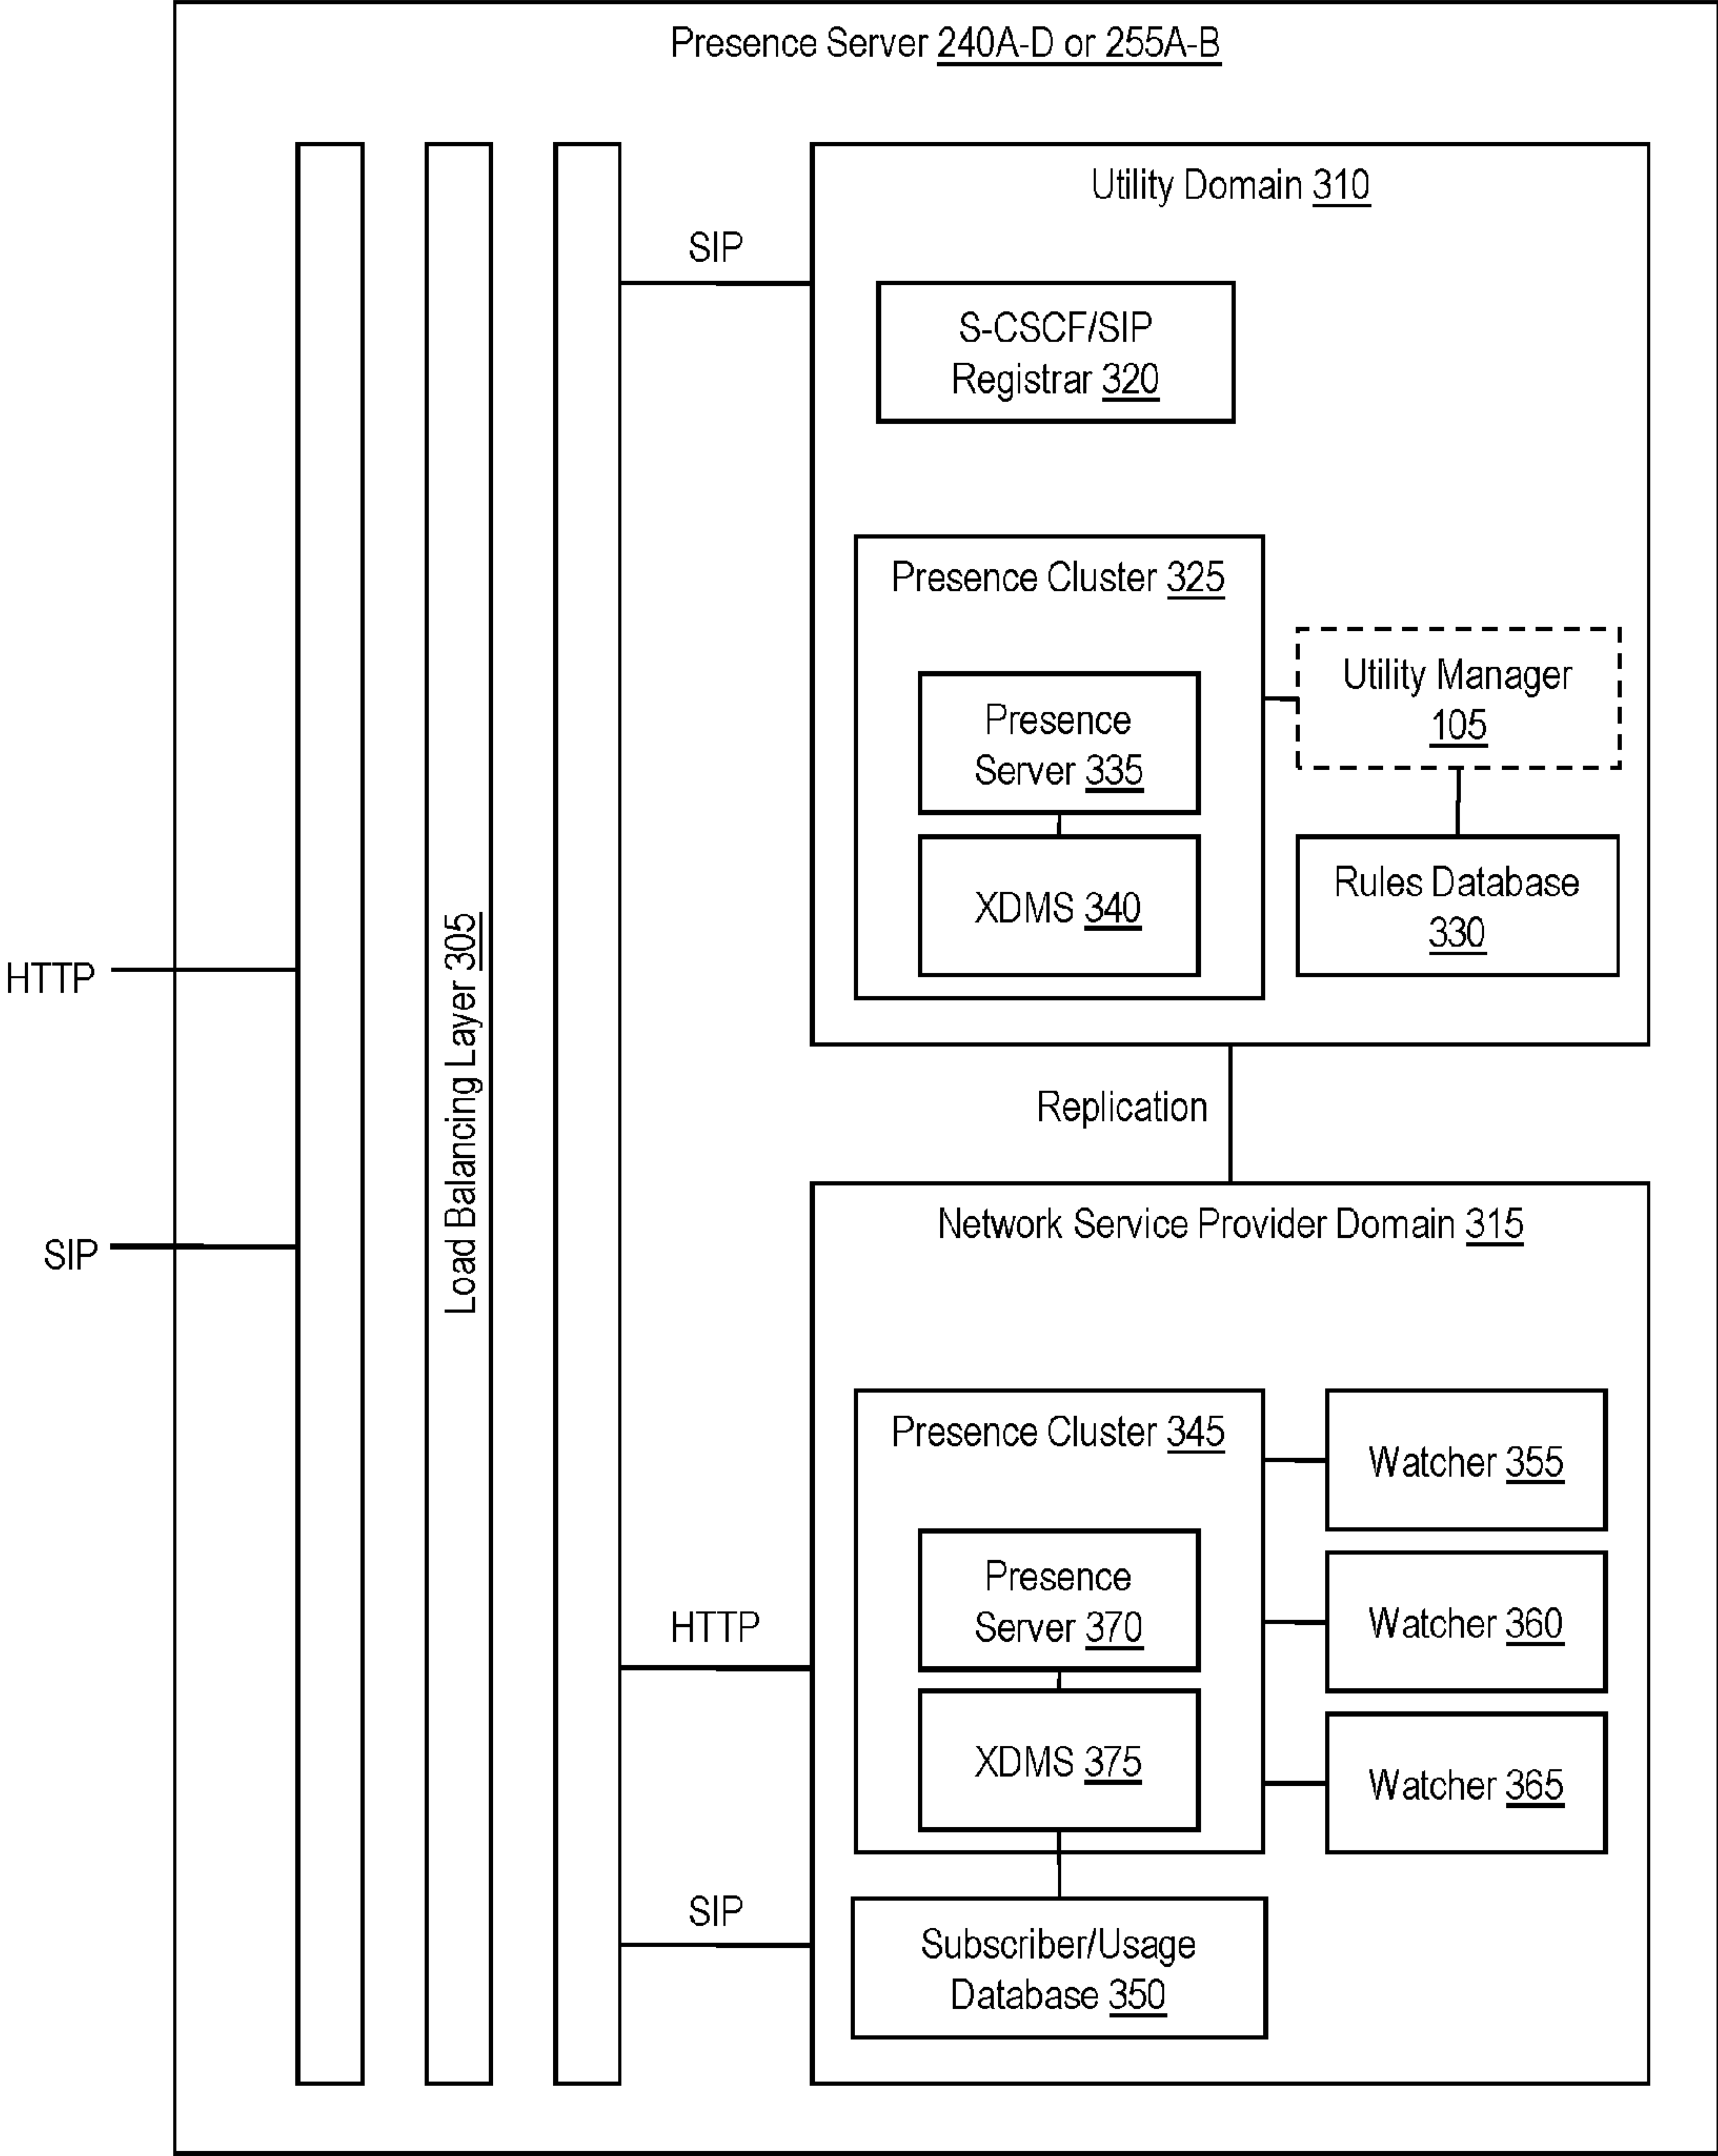 Presence Server 240A-D or 255A-B
Utility Domain 310
SIP
S-CSCF/SIP
Registrar 320
Presence Cluster 325
Utility Manager
105
Presence
Server 335
Rules Database
330
XDMS 340
HTTP
Load Balancing Layer 305
Replication
SIP
Network Service Provider Domain 315
Presence Cluster 345
Watcher 355
Presence
Server 370
HTTP
Watcher 360
XDMS 375
Watcher 365
SIP
Subscriber/Usage
Database 350